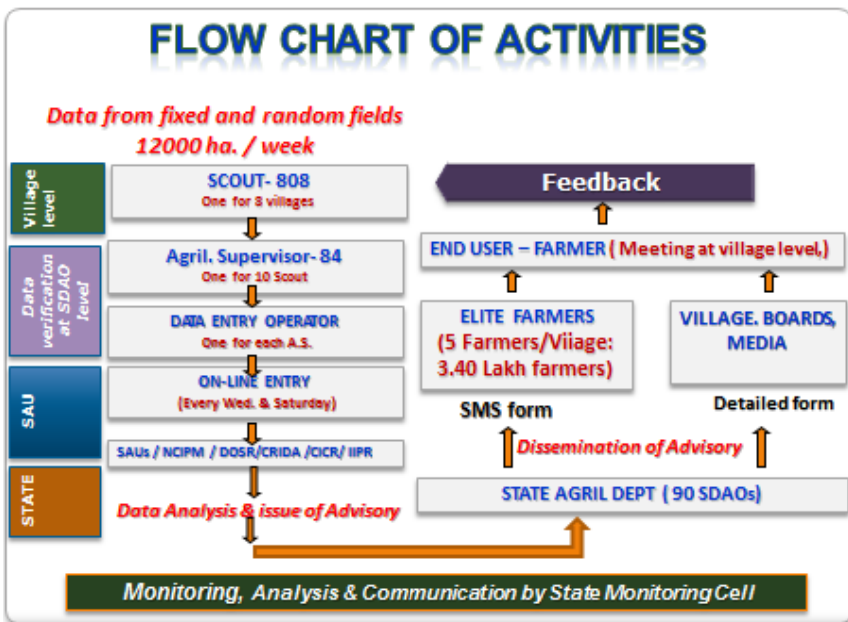 FLOW CHART OF ACTIVITIES
Data from fixed and random fields
12000 ha. / week
Village
level
SCOUT- 808
One for 8 villages
Data
verification
at SDAO
level
Agril. Supervisor- 84
One for 10 Scout
DATA ENTRY OPERATOR
One for each A.S.
SAU
ON-LINE ENTRY
(Every Wed. & Saturday)
SAUs / NCIPM / DOSR/CRIDA /CICR/ IIPR
STATE
Data Analysis & issue of Advisory
Feedback
END USER – FARMER ( Meeting at village level,)
ELITE FARMERS
(5 Farmers/Viiage:
3.40 Lakh farmers)
VILLAGE. BOARDS,
MEDIA
SMS form
Detailed form
Dissemination of Advisory
STATE AGRIL DEPT ( 90 SDAOs)
Monitoring, Analysis & Communication by State Monitoring Cell